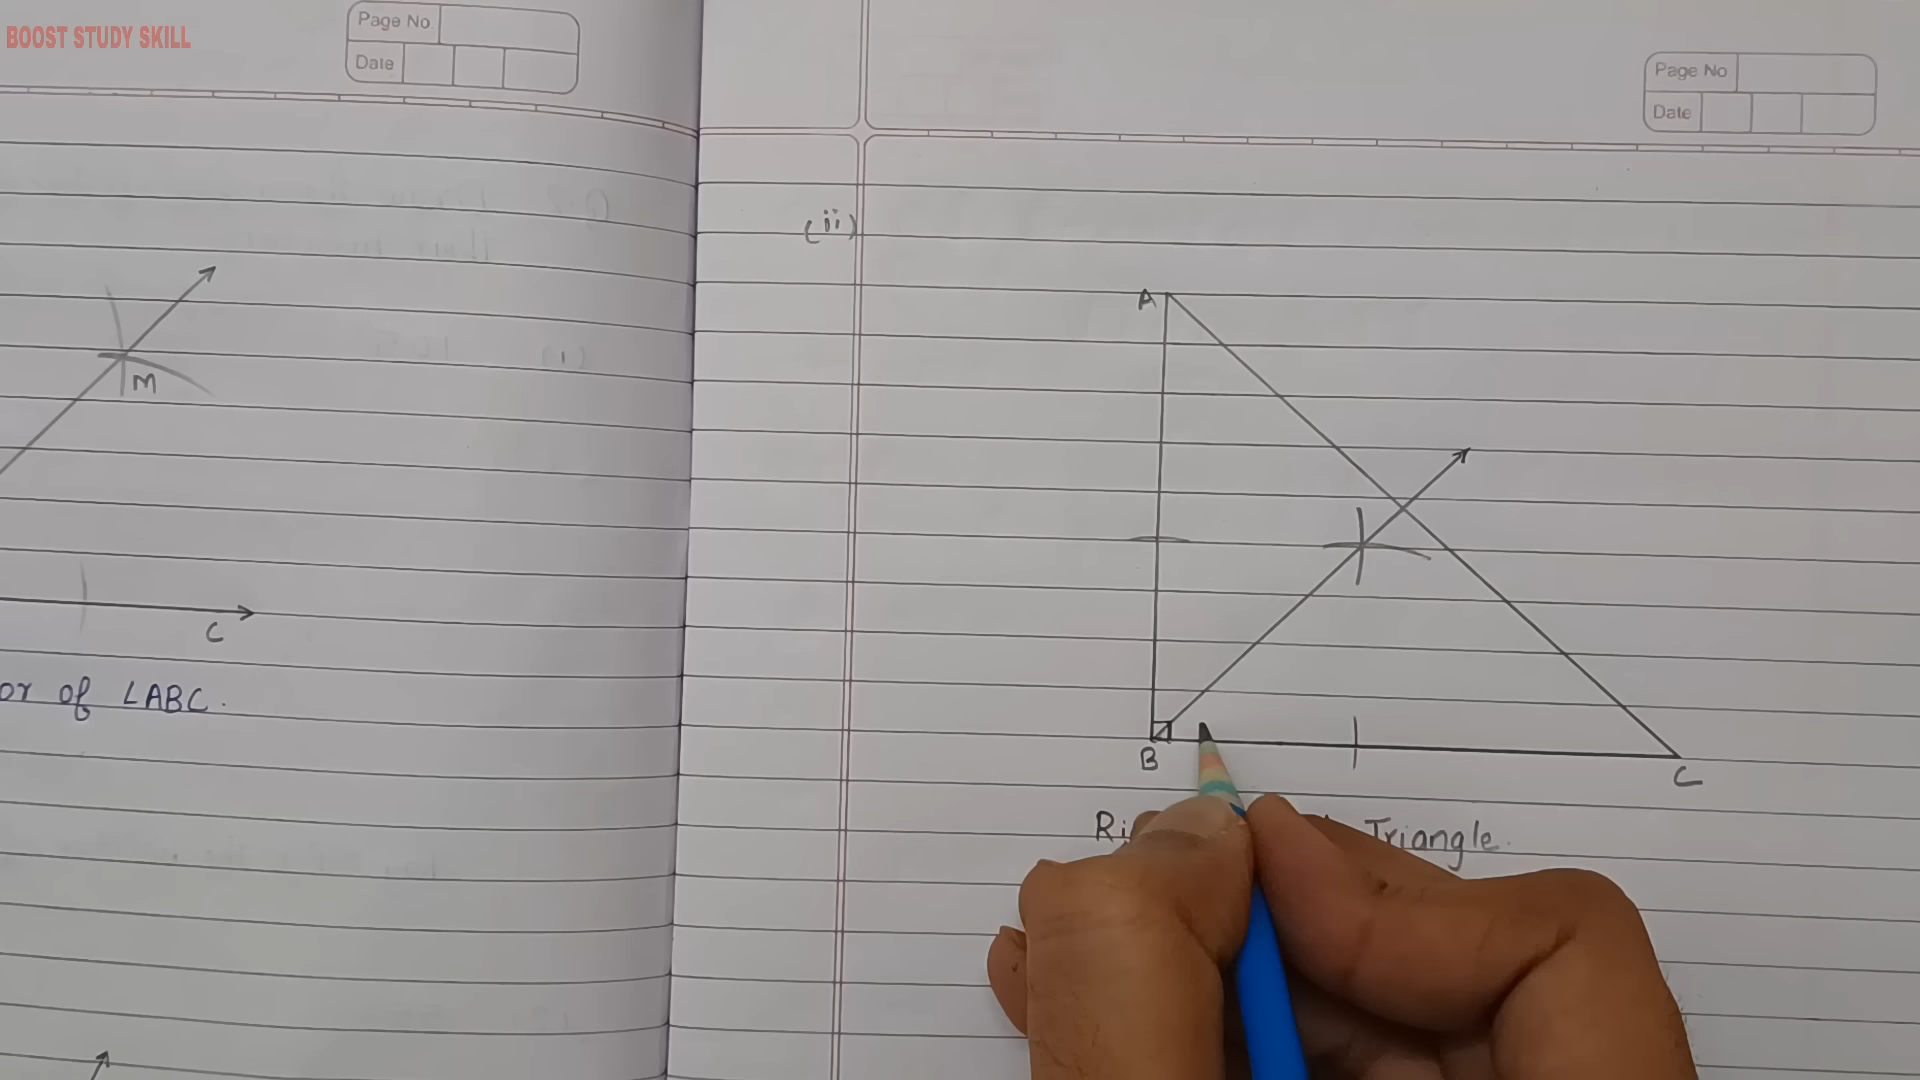 BOOST STUDY SKILL
Page No
Date
M
C
or of ∠ABC.
Page No
Date
(ii)
A
B
C
Triangle.